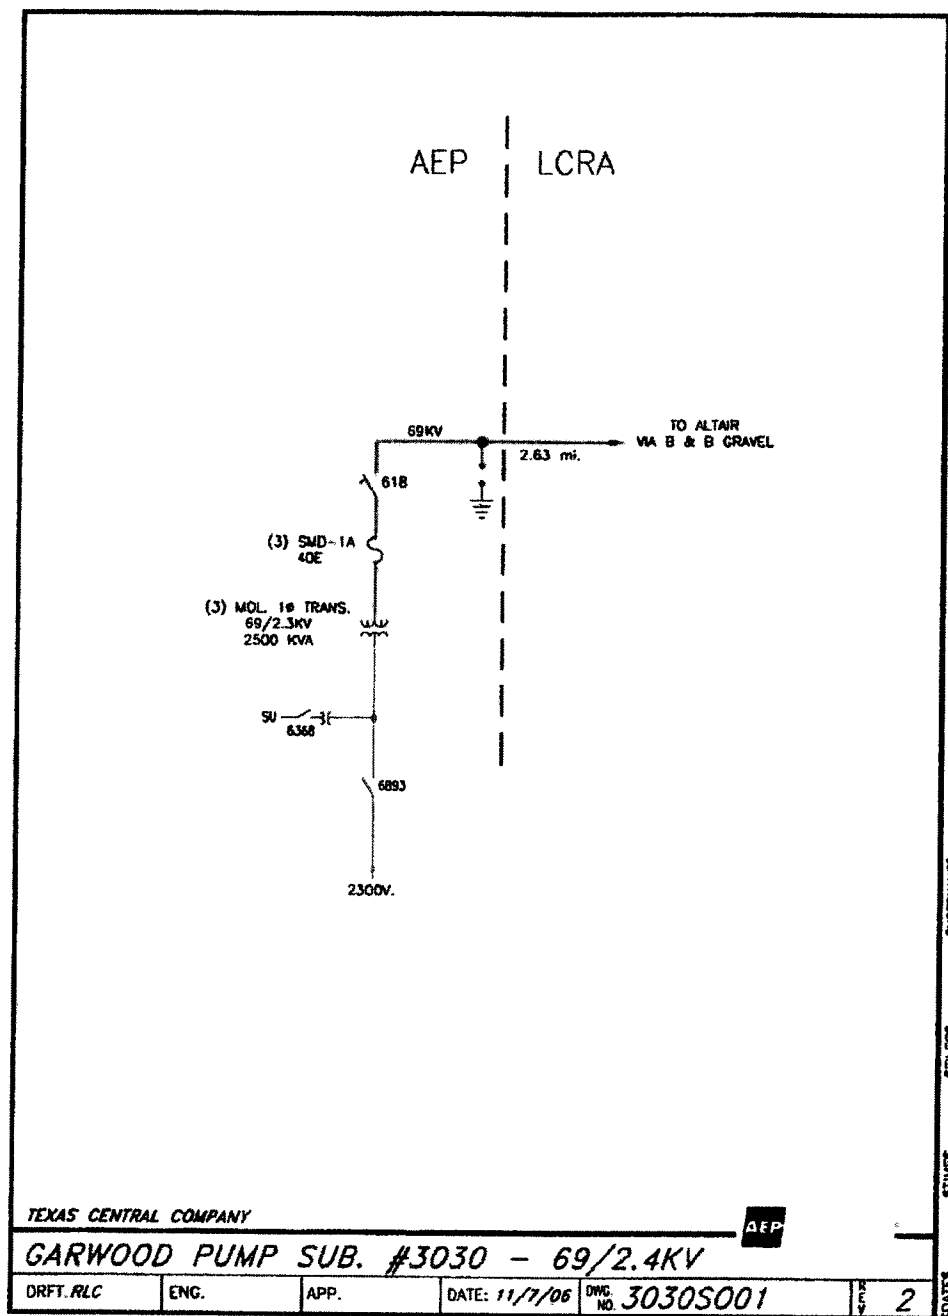 AEP
LCRA
69KV
2.63 mi.
TO ALTAIR
VIA B & B GRAVEL
618
(3) SMD-1A
40E
(3) MOL. 1ø TRANS.
69/2.3KV
2500 KVA
SU
6368
6893
2300V.
TEXAS CENTRAL COMPANY
AEP
GARWOOD PUMP SUB. #3030 - 69/2.4KV
DRFT. RLC
ENG.
APP.
DATE: 11/7/06
DWG. NO. 3030S001
2